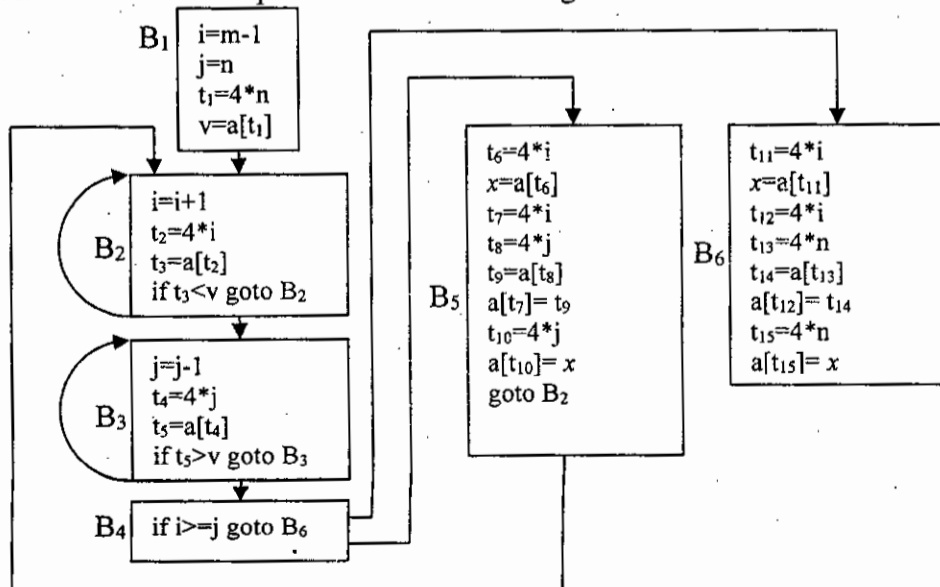 B₁
i=m-1
j=n
t₁=4*n
v=a[t₁]
B₂
i=i+1
t₂=4*i
t₃=a[t₂]
if t₃<v goto B₂
B₃
j=j-1
t₄=4*j
t₅=a[t₄]
if t₅>v goto B₃
B₄
if i>=j goto B₆
B₅
t₆=4*i
x=a[t₆]
t₇=4*i
t₈=4*j
t₉=a[t₈]
a[t₇]= t₉
t₁₀=4*j
a[t₁₀]= x
goto B₂
B₆
t₁₁=4*i
x=a[t₁₁]
t₁₂=4*i
t₁₃=4*n
t₁₄=a[t₁₃]
a[t₁₂]= t₁₄
t₁₅=4*n
a[t₁₅]= x